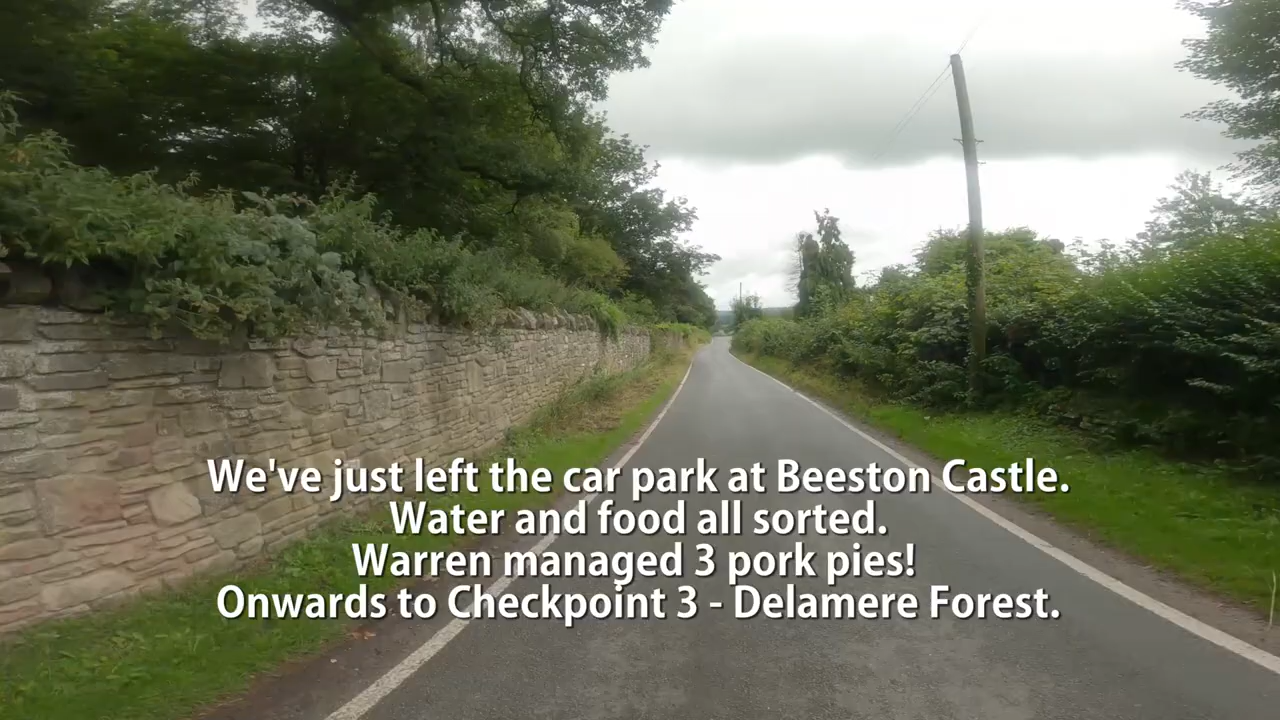 We've just left the car park at Beeston Castle.
Water and food all sorted.
Warren managed 3 pork pies!
Onwards to Checkpoint 3 - Delamere Forest.